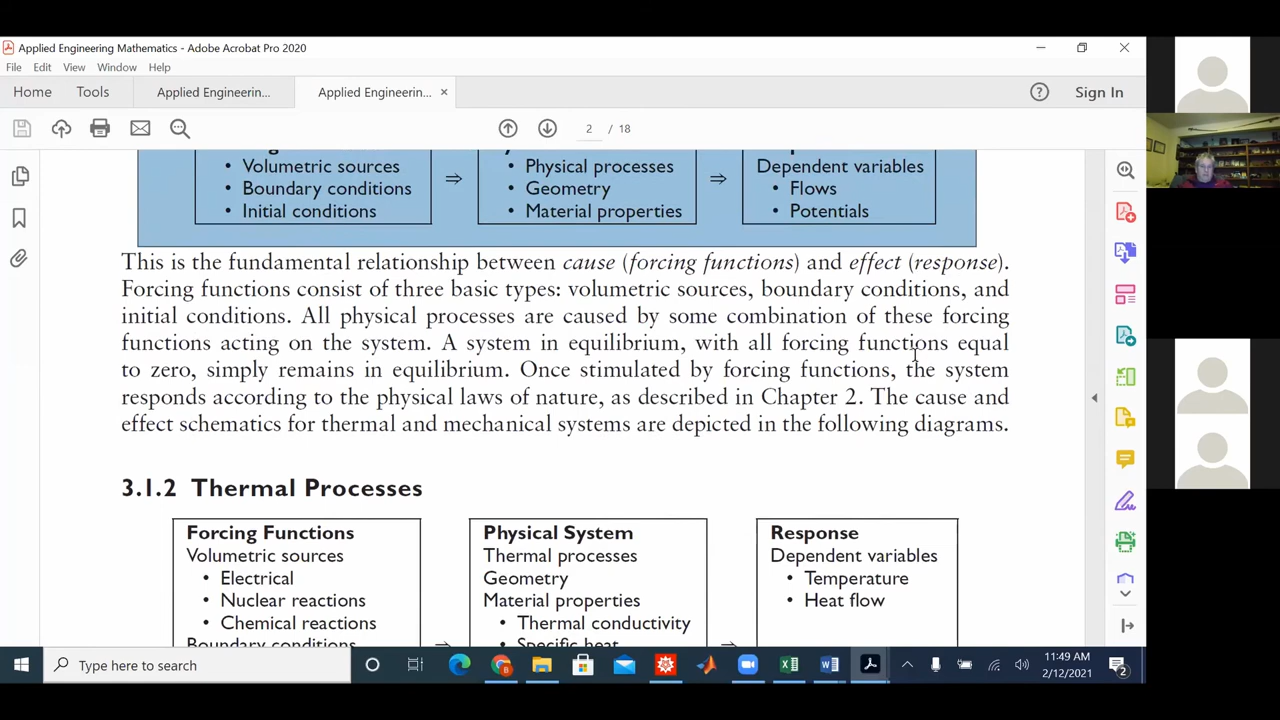 Applied Engineering Mathematics - Adobe Acrobat Pro 2020
File Edit View Window Help
Home Tools Applied Engineerin... Applied Engineerin... × Sign In
2 / 18
• Volumetric sources
• Boundary conditions
• Initial conditions
⇒
• Physical processes
• Geometry
• Material properties
⇒
Dependent variables
• Flows
• Potentials
This is the fundamental relationship between cause (forcing functions) and effect (response).
Forcing functions consist of three basic types: volumetric sources, boundary conditions, and
initial conditions. All physical processes are caused by some combination of these forcing
functions acting on the system. A system in equilibrium, with all forcing functions equal
to zero, simply remains in equilibrium. Once stimulated by forcing functions, the system
responds according to the physical laws of nature, as described in Chapter 2. The cause and
effect schematics for thermal and mechanical systems are depicted in the following diagrams.
3.1.2 Thermal Processes
Forcing Functions
Volumetric sources
• Electrical
• Nuclear reactions
• Chemical reactions
Boundary conditions
Physical System
Thermal processes
Geometry
Material properties
• Thermal conductivity
• Specific heat
Response
Dependent variables
• Temperature
• Heat flow
Type here to search
11:49 AM
2/12/2021
2